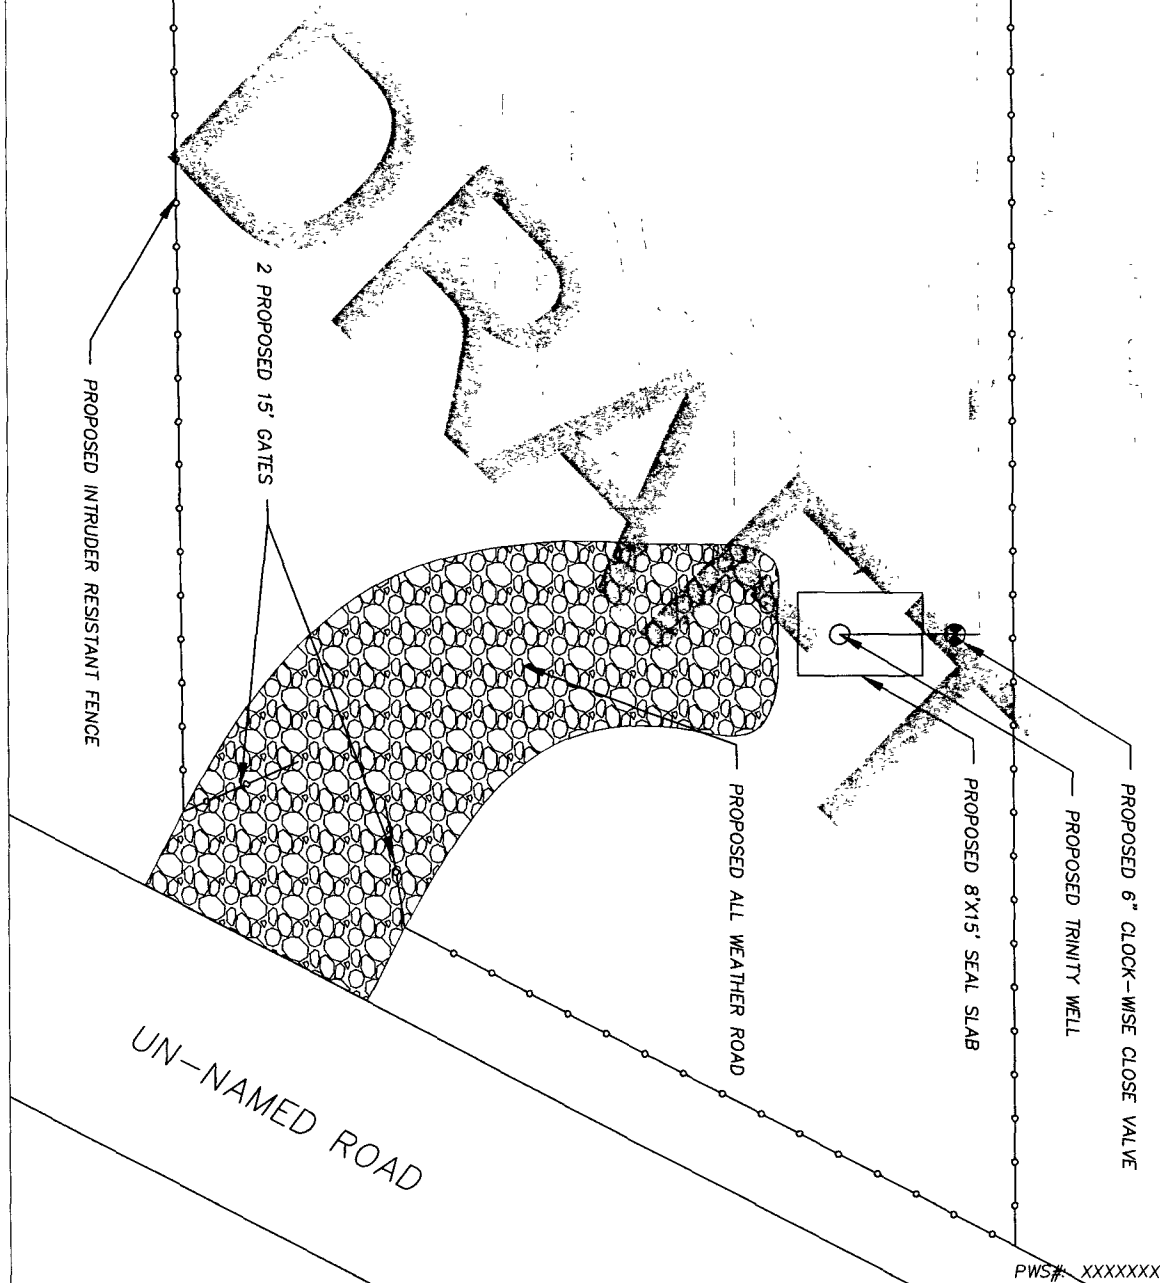 DRAFT
PROPOSED 6" CLOCK-WISE CLOSE VALVE
PROPOSED TRINITY WELL
PROPOSED 8'X15' SEAL SLAB
PROPOSED ALL WEATHER ROAD
2 PROPOSED 15' GATES
PROPOSED INTRUDER RESISTANT FENCE
UN-NAMED ROAD
PWS#: XXXXXXX